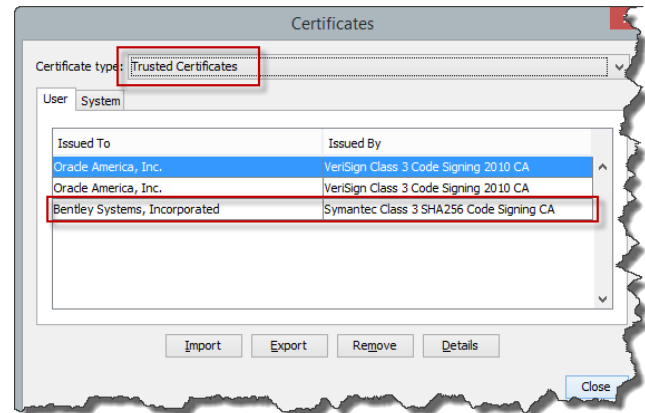 Certificates
Certificate type: Trusted Certificates
User System
Issued To Issued By
Oracle America, Inc. VeriSign Class 3 Code Signing 2010 CA
Oracle America, Inc. VeriSign Class 3 Code Signing 2010 CA
Bentley Systems, Incorporated Symantec Class 3 SHA256 Code Signing CA
Import Export Remove Details
Close